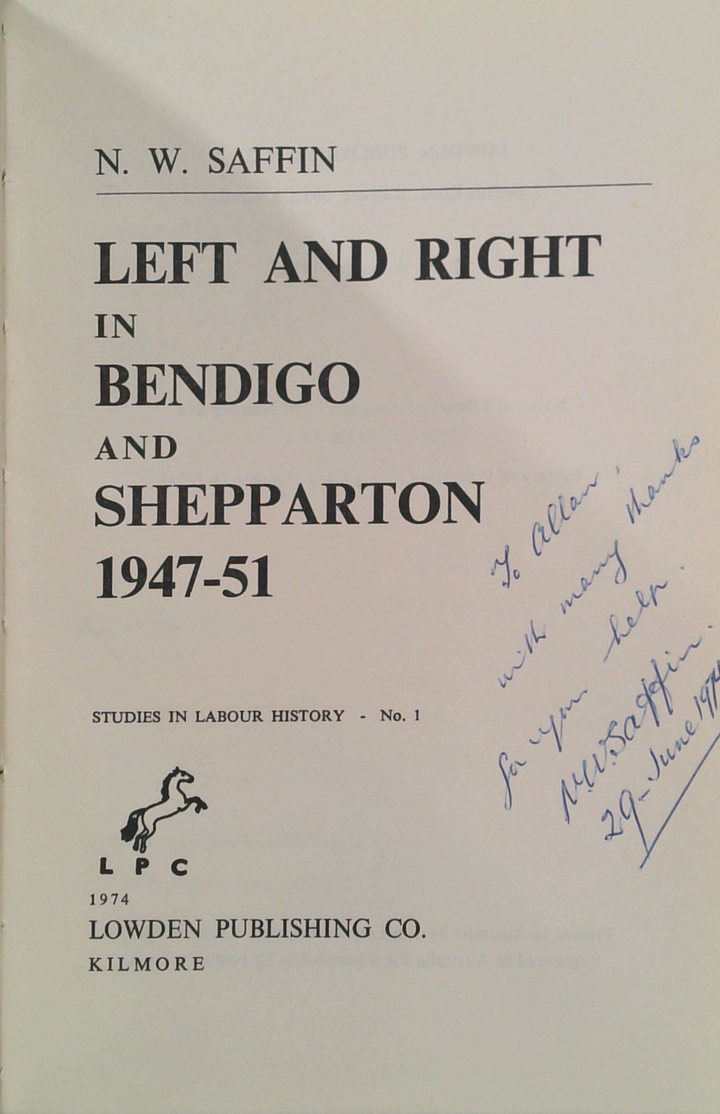 N. W. SAFFIN
LEFT AND RIGHT
IN
BENDIGO
AND
SHEPPARTON
1947-51
To Allan,
with many thanks
for your help.
N.W.Saffin.
29-June 1974
STUDIES IN LABOUR HISTORY - No. 1
L P C
1974
LOWDEN PUBLISHING CO.
KILMORE